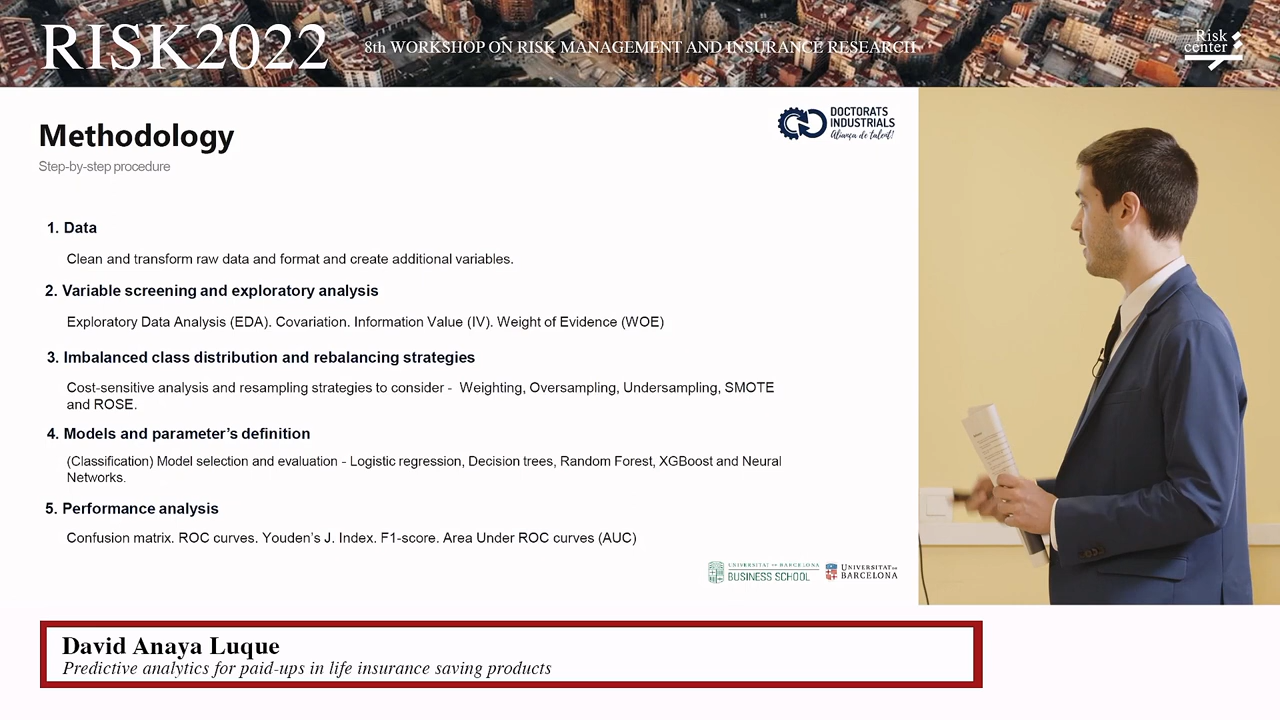 RISK2022
8th WORKSHOP ON RISK MANAGEMENT AND INSURANCE RESEARCH
Risk
center
DOCTORATS
INDUSTRIALS
Aliança de talent!
Methodology
Step-by-step procedure
1. Data
Clean and transform raw data and format and create additional variables.
2. Variable screening and exploratory analysis
Exploratory Data Analysis (EDA). Covariation. Information Value (IV). Weight of Evidence (WOE)
3. Imbalanced class distribution and rebalancing strategies
Cost-sensitive analysis and resampling strategies to consider - Weighting, Oversampling, Undersampling, SMOTE
and ROSE.
4. Models and parameter's definition
(Classification) Model selection and evaluation - Logistic regression, Decision trees, Random Forest, XGBoost and Neural
Networks.
5. Performance analysis
Confusion matrix. ROC curves. Youden's J. Index. F1-score. Area Under ROC curves (AUC)
UNIVERSITAT DE BARCELONA
BUSINESS SCHOOL
UNIVERSITAT DE
BARCELONA
David Anaya Luque
Predictive analytics for paid-ups in life insurance saving products